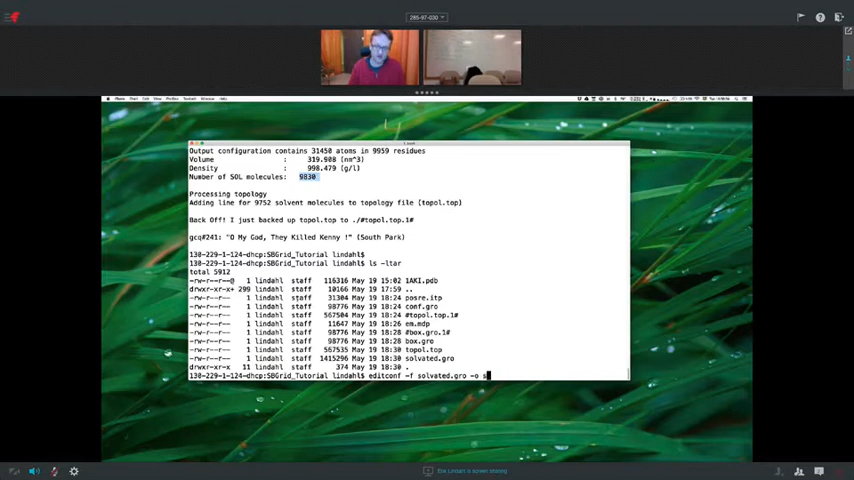 285-97-030
Output configuration contains 31450 atoms in 9959 residues
Volume : 319.908 (nm^3)
Density : 998.479 (g/l)
Number of SOL molecules: 9830
Processing topology
Adding line for 9752 solvent molecules to topology file (topol.top)
Back Off! I just backed up topol.top to ./#topol.top.1#
gcq#241: "O My God, They Killed Kenny !" (South Park)
130-229-1-124-dhcp:SBGrid_Tutorial lindahl$
130-229-1-124-dhcp:SBGrid_Tutorial lindahl$ ls -ltar
total 5912
-rw-r--r--@ 1 lindahl staff 116316 May 19 15:02 1AKI.pdb
drwxr-xr-x+ 299 lindahl staff 10166 May 19 17:59 ..
-rw-r--r-- 1 lindahl staff 31304 May 19 18:24 posre.itp
-rw-r--r-- 1 lindahl staff 98776 May 19 18:24 conf.gro
-rw-r--r-- 1 lindahl staff 567504 May 19 18:24 #topol.top.1#
-rw-r--r-- 1 lindahl staff 11647 May 19 18:26 em.mdp
-rw-r--r-- 1 lindahl staff 98776 May 19 18:28 #box.gro.1#
-rw-r--r-- 1 lindahl staff 98776 May 19 18:28 box.gro
-rw-r--r-- 1 lindahl staff 567535 May 19 18:30 topol.top
-rw-r--r-- 1 lindahl staff 1415296 May 19 18:30 solvated.gro
drwxr-xr-x 11 lindahl staff 374 May 19 18:30 .
130-229-1-124-dhcp:SBGrid_Tutorial lindahl$ editconf -f solvated.gro -o s
Erik Lindahl is screen sharing